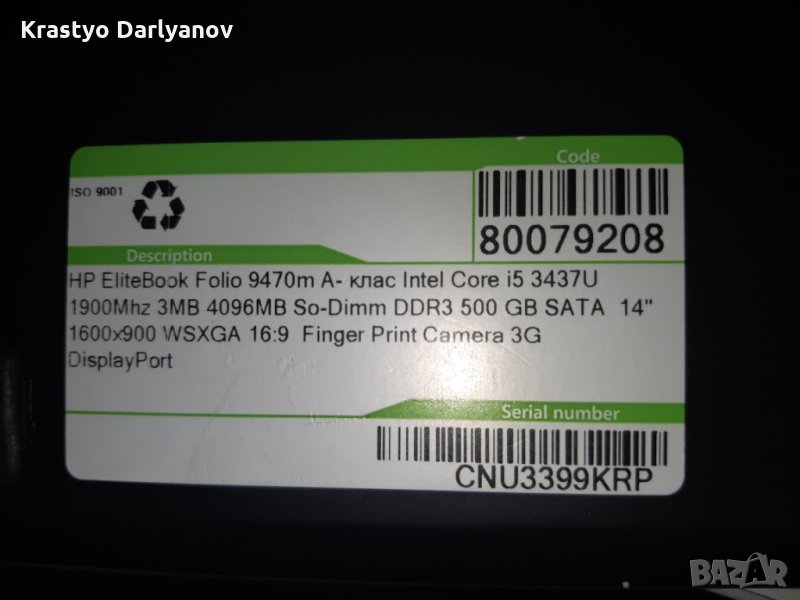 Krastyo Darlyanov
Code
ISO 9001
80079208
Description
HP EliteBook Folio 9470m A- клас Intel Core i5 3437U
1900Mhz 3MB 4096MB So-Dimm DDR3 500 GB SATA 14"
1600x900 WSXGA 16:9 Finger Print Camera 3G
DisplayPort
Serial number
CNU3399KRP
BAZAR